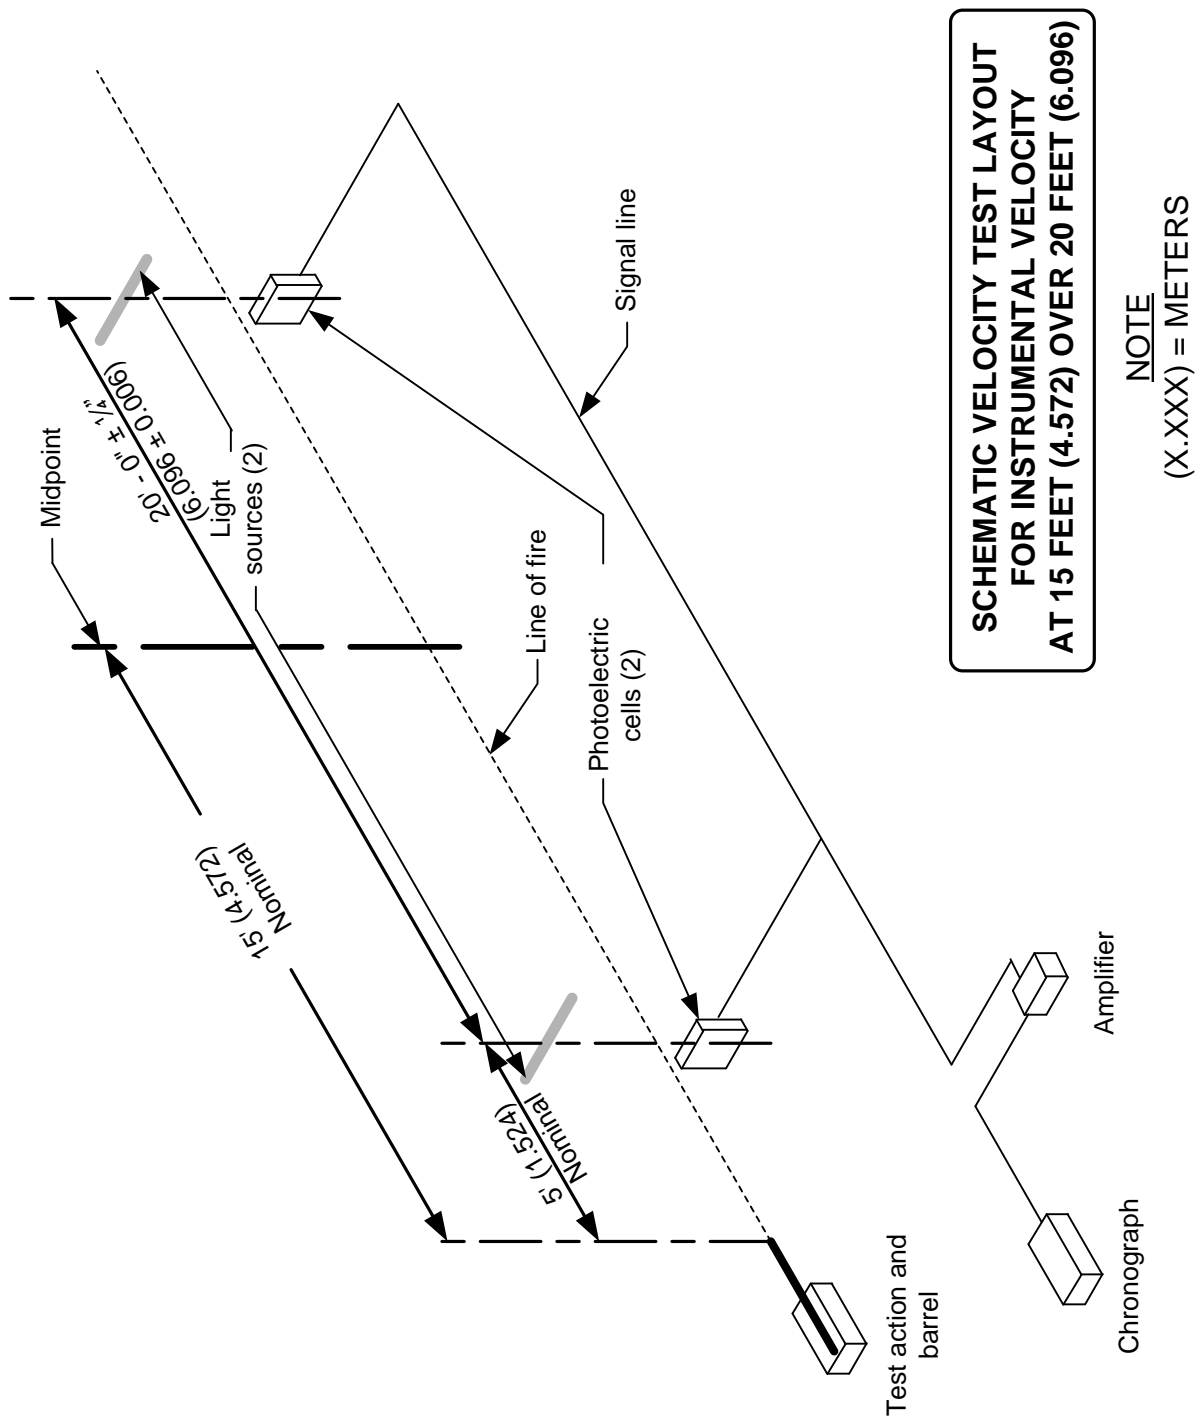 Midpoint
20' - 0" ± 1/4"
(6.096 ± 0.006)
Light
sources (2)
15' (4.572)
Nominal
5' (1.524)
Nominal
Line of fire
Signal line
Photoelectric
cells (2)
Test action and
barrel
Amplifier
Chronograph
SCHEMATIC VELOCITY TEST LAYOUT
FOR INSTRUMENTAL VELOCITY
AT 15 FEET (4.572) OVER 20 FEET (6.096)
NOTE
(X.XXX) = METERS